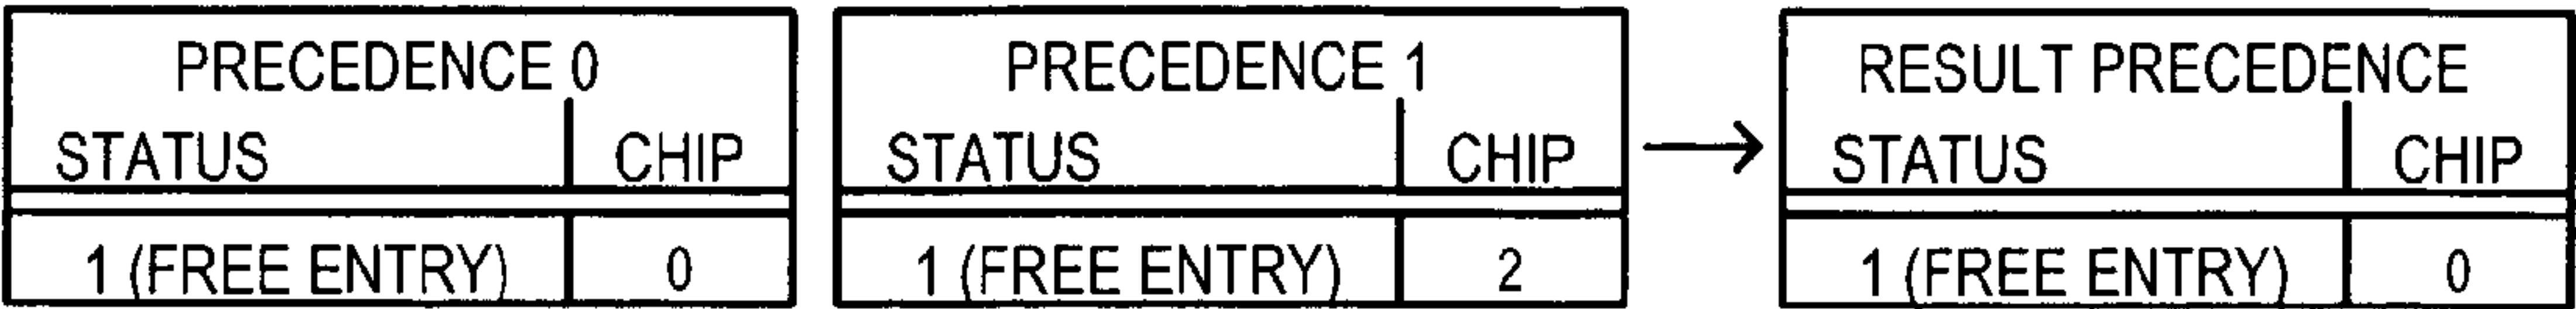 PRECEDENCE 0
STATUS CHIP
1 (FREE ENTRY) 0
PRECEDENCE 1
STATUS CHIP
1 (FREE ENTRY) 2
RESULT PRECEDENCE
STATUS CHIP
1 (FREE ENTRY) 0